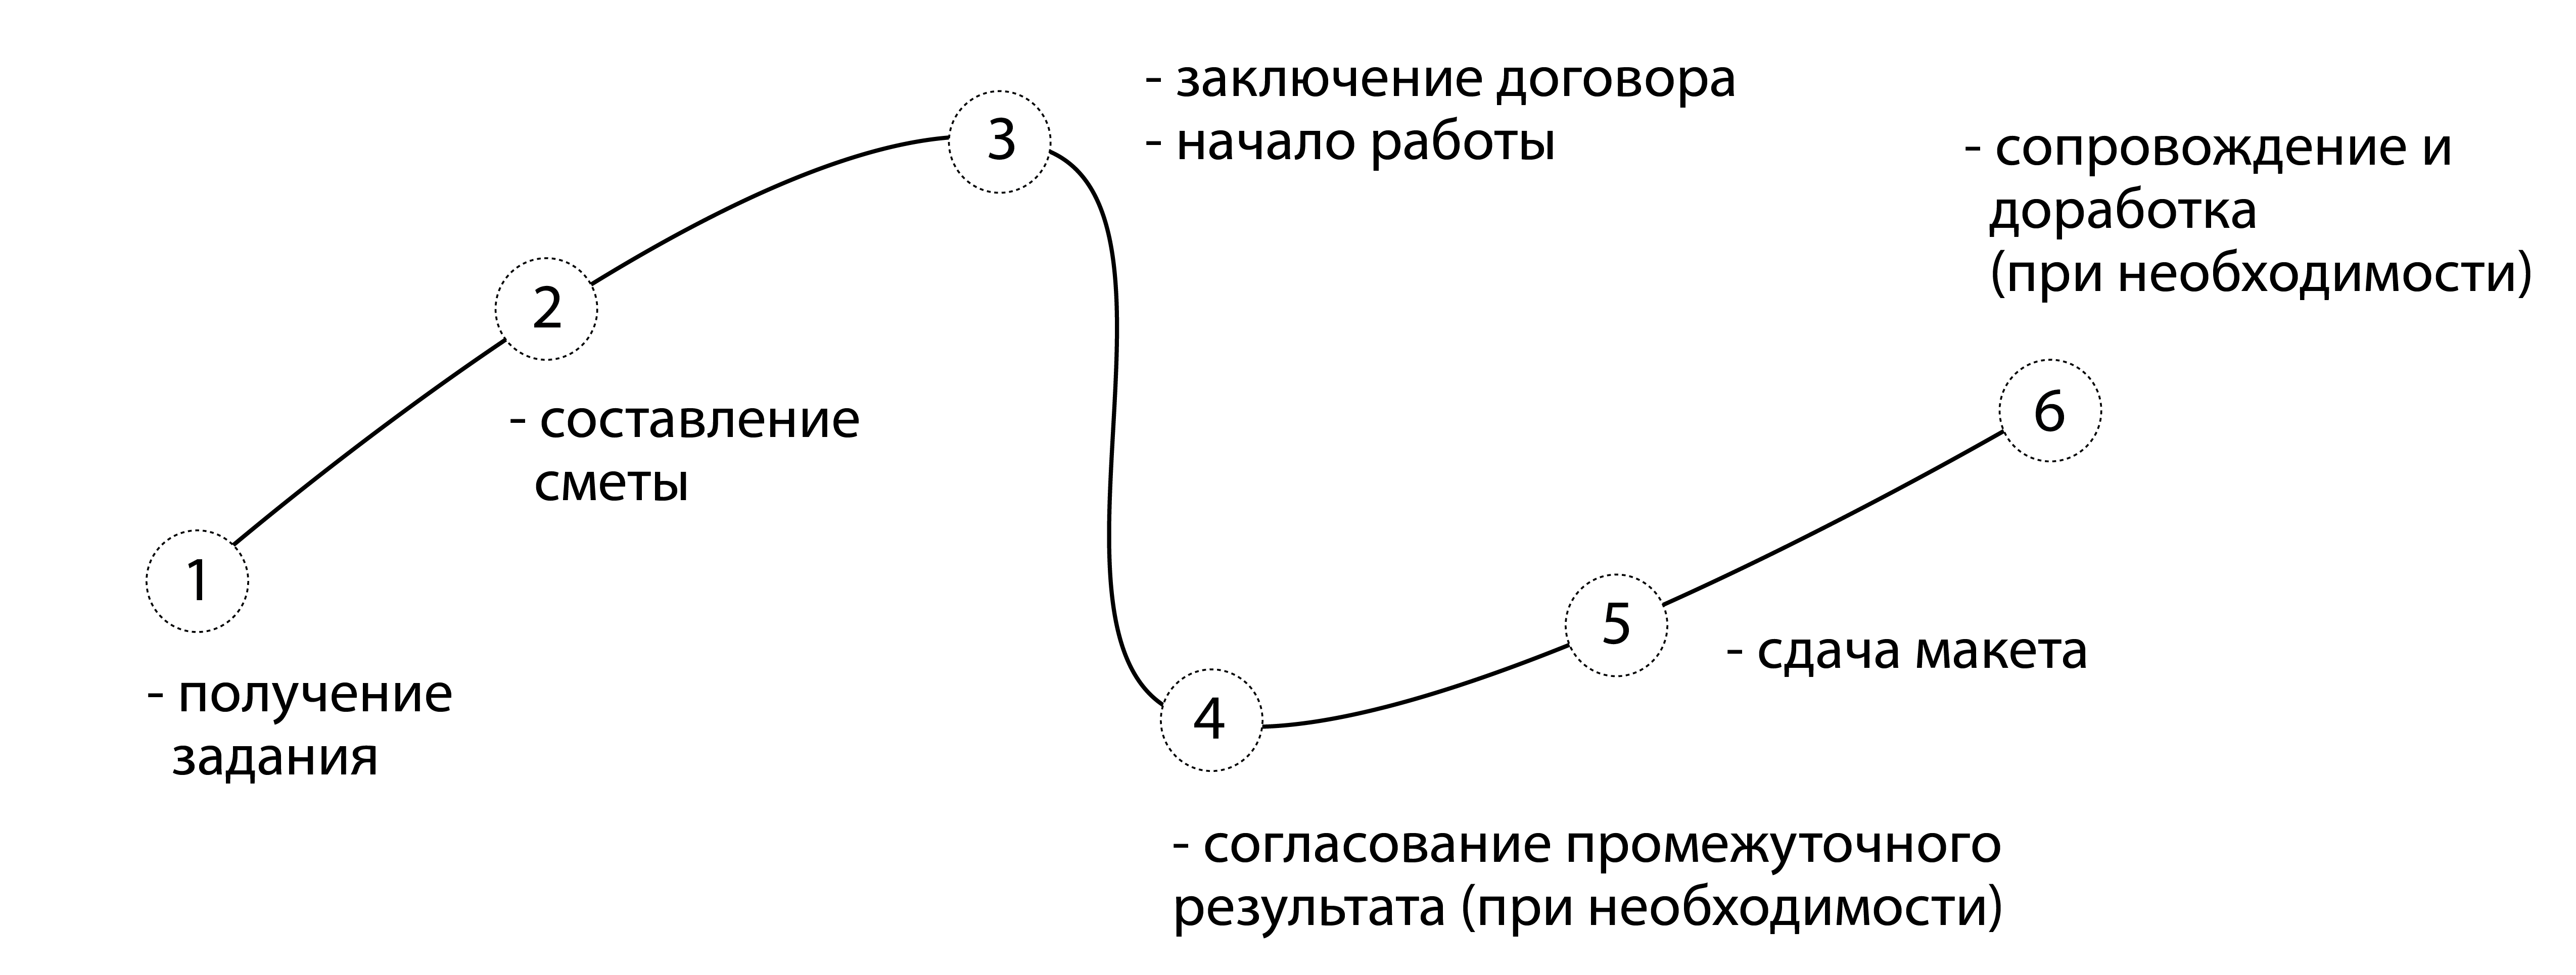 1
- получение
задания
2
- составление
сметы
3
- заключение договора
- начало работы
4
- согласование промежуточного
результата (при необходимости)
5
- сдача макета
6
- сопровождение и
доработка
(при необходимости)